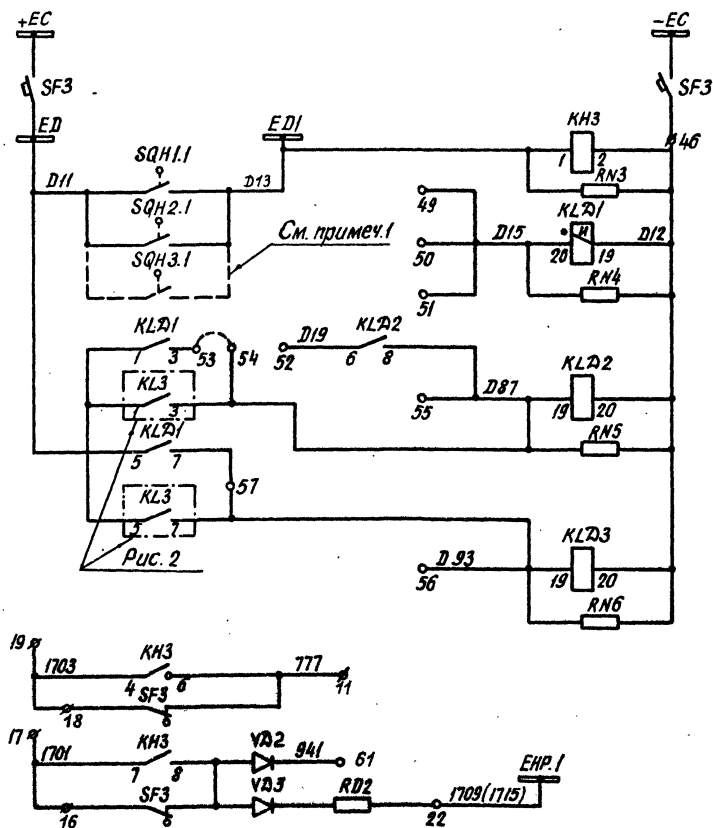 +EC -EC
SF3 SF3
ED ED1 KH3
1 2 46
SQH1.1
D11 D13 RN3
SQH2.1 49 KLD1
См. примеч.1 D15 И D12
50 20 19
SQH3.1 RN4
51
KLD1 D19 KLD2
1 3 53 54 52 6 8
KL3 KLD2
3 D87
55 19 20
KLD1 RN5
5 7
KL3 57
5 7 KLD3
Рис. 2 D93
56 19 20
RN6
19 KH3
1703 777
4 6 11
18 SF3
17 KH3 VD2
1701 941 61
7 8
SF3 VD3 RD2 EHP.1
1709(1715)
16 22